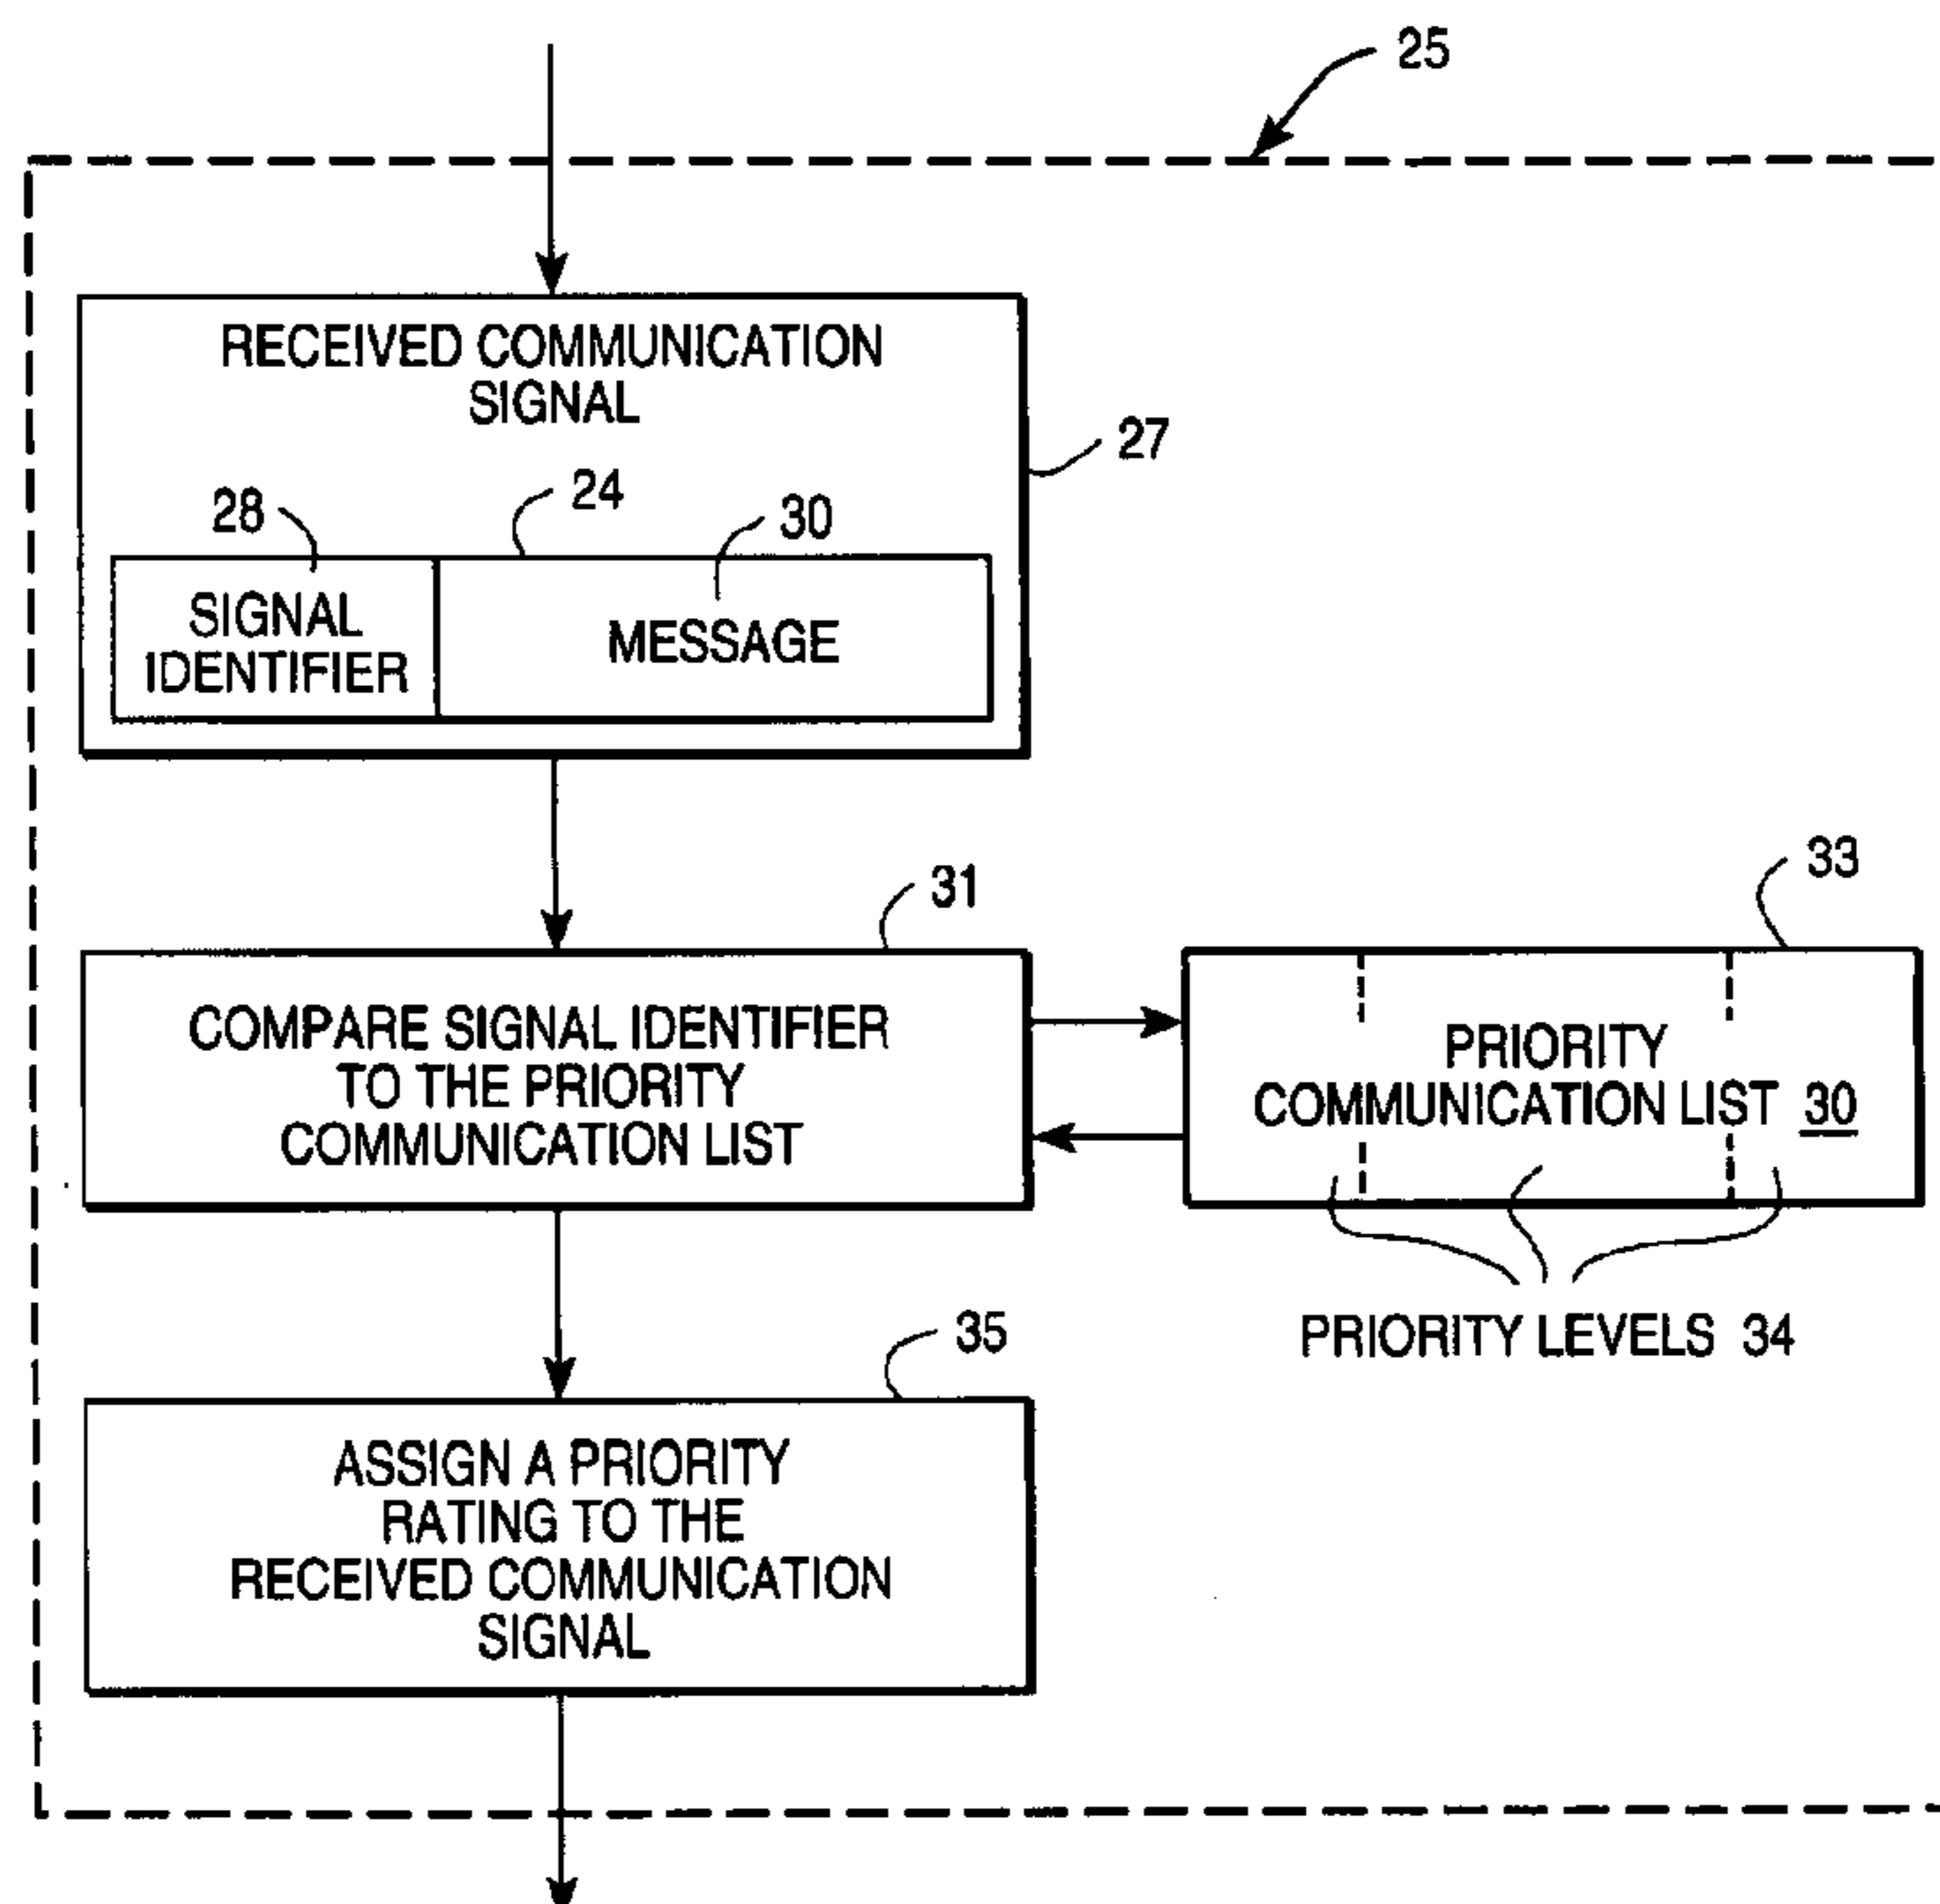 25
RECEIVED COMMUNICATION
SIGNAL
27
28
24
30
SIGNAL
IDENTIFIER
MESSAGE
31
33
COMPARE SIGNAL IDENTIFIER
TO THE PRIORITY
COMMUNICATION LIST
PRIORITY
COMMUNICATION LIST 30
PRIORITY LEVELS 34
35
ASSIGN A PRIORITY
RATING TO THE
RECEIVED COMMUNICATION
SIGNAL